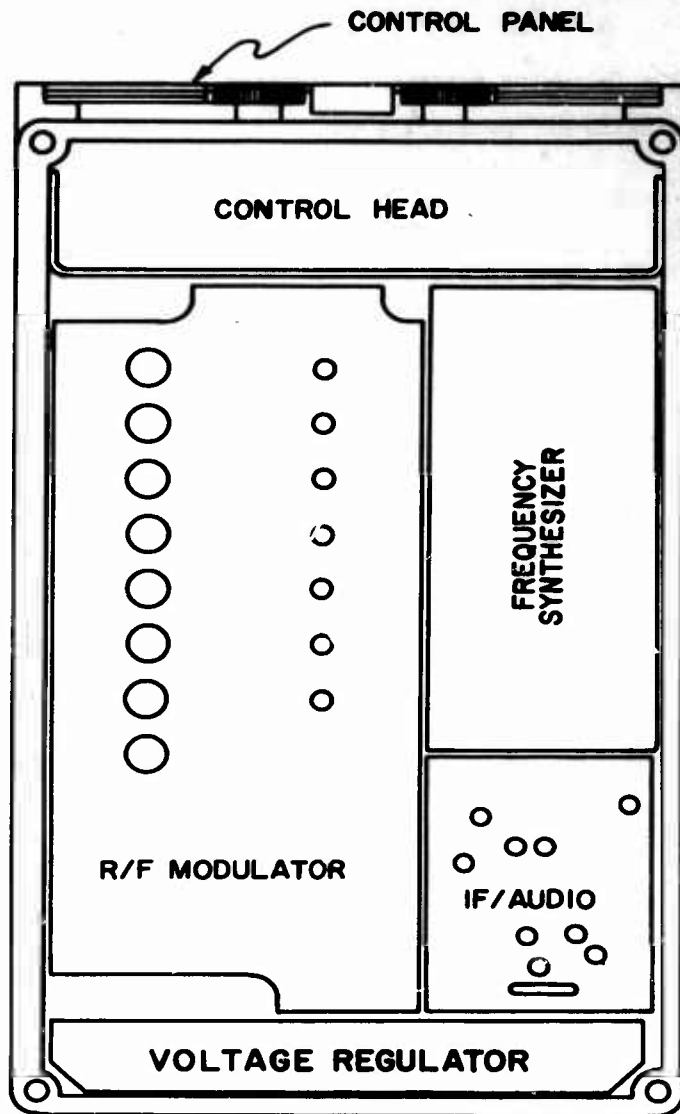 CONTROL PANEL
CONTROL HEAD
FREQUENCY
SYNTHESIZER
R/F MODULATOR
IF/AUDIO
VOLTAGE REGULATOR